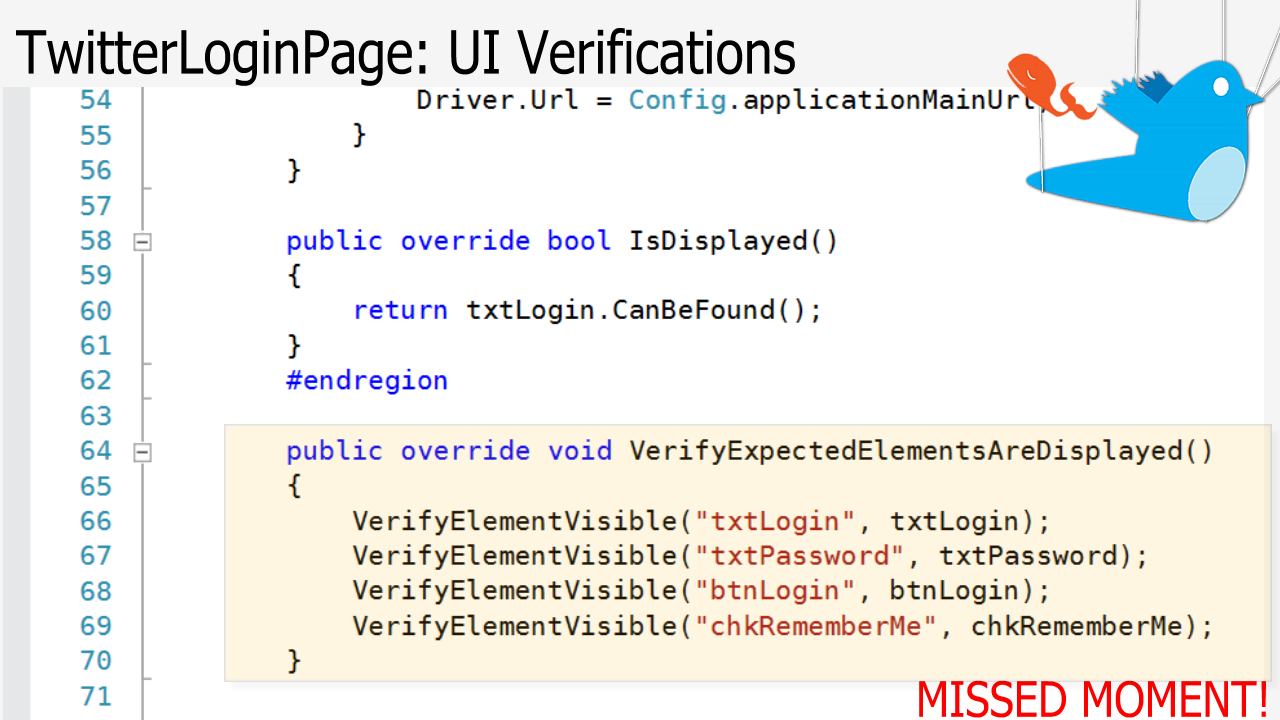 TwitterLoginPage: UI Verifications
54 Driver.Url = Config.applicationMainUrl;
55 }
56 }
57
58 public override bool IsDisplayed()
59 {
60 return txtLogin.CanBeFound();
61 }
62 #endregion
63
64 public override void VerifyExpectedElementsAreDisplayed()
65 {
66 VerifyElementVisible("txtLogin", txtLogin);
67 VerifyElementVisible("txtPassword", txtPassword);
68 VerifyElementVisible("btnLogin", btnLogin);
69 VerifyElementVisible("chkRememberMe", chkRememberMe);
70 }
71
MISSED MOMENT!